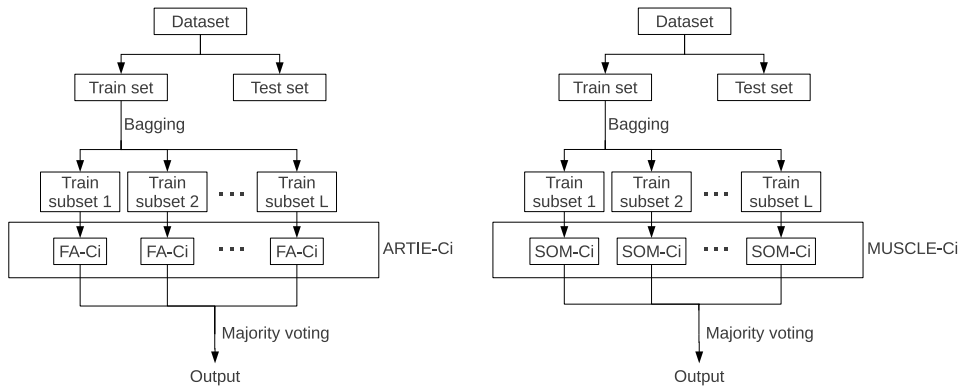 Dataset
Train set
Test set
Bagging
Train
subset 1
Train
subset 2
Train
subset L
FA-Ci
FA-Ci
FA-Ci
ARTIE-Ci
Majority voting
Output
Dataset
Train set
Test set
Bagging
Train
subset 1
Train
subset 2
Train
subset L
SOM-Ci
SOM-Ci
SOM-Ci
MUSCLE-Ci
Majority voting
Output